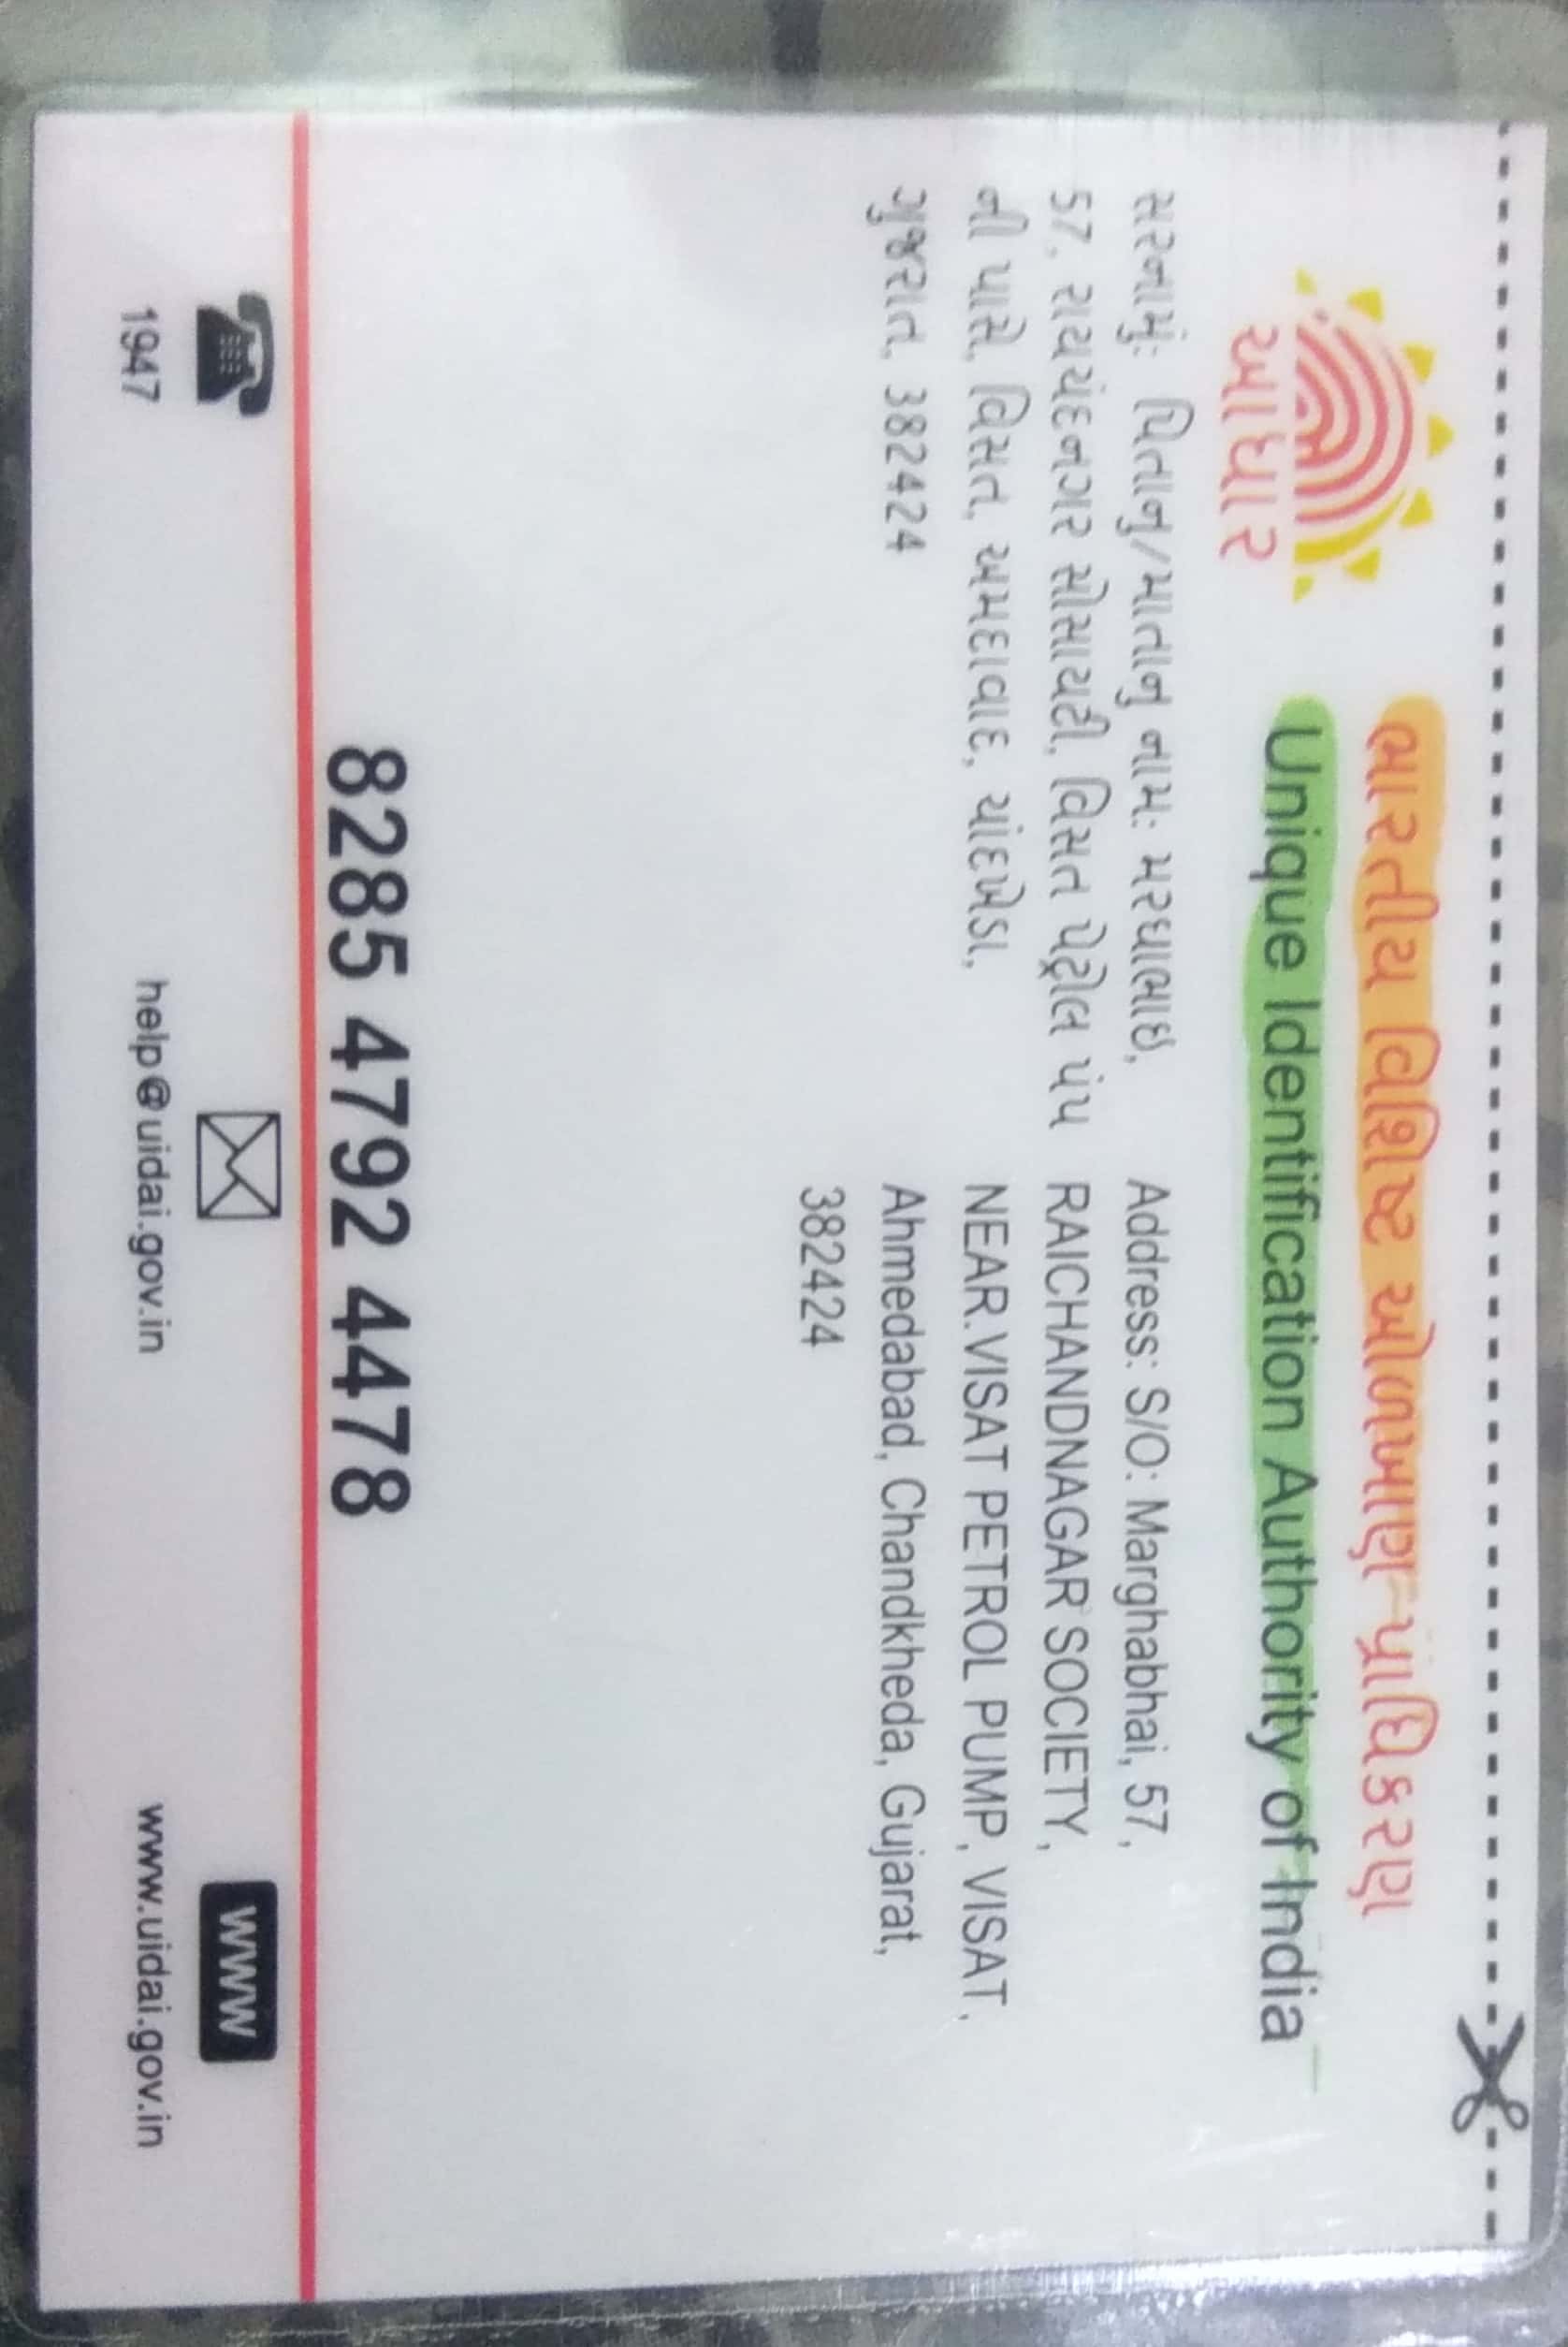 ભારતીય વિશિષ્ટ ઓળખાણ પ્રાધિકરણ
Unique Identification Authority of India
આધાર
સરનામું: પિતાનું/માતાનું નામ: મરઘાભાઇ,
57, રાયચંદનગર સોસાયટી, વિસત પેટ્રોલ પંપ
ની પાસે, વિસત, અમદાવાદ, ચાંદખેડા,
ગુજરાત, 382424
Address: S/O: Marghabhai, 57,
RAICHANDNAGAR SOCIETY,
NEAR.VISAT PETROL PUMP, VISAT,
Ahmedabad, Chandkheda, Gujarat,
382424
8285 4792 4478
1947
help@uidai.gov.in
WWW
www.uidai.gov.in